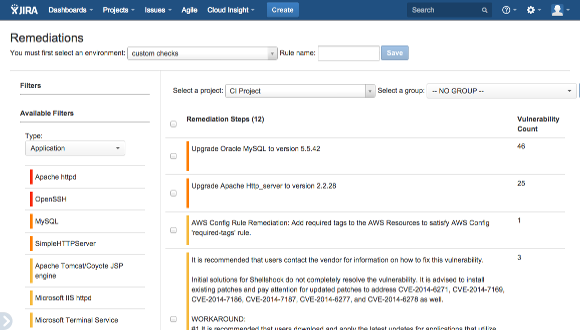 JIRA Dashboards Projects Issues Agile Cloud Insight Create Search
Remediations
You must first select an environment: custom checks Rule name: Save
Filters
Available Filters
Type:
Application
Apache httpd
OpenSSH
MySQL
SimpleHTTPServer
Apache Tomcat/Coyote JSP
engine
Microsoft IIS httpd
Microsoft Terminal Service
Select a project: CI Project Select a group: -- NO GROUP --
Remediation Steps (12) Vulnerability
Count
Upgrade Oracle MySQL to version 5.5.42 46
Upgrade Apache Http_server to version 2.2.28 25
AWS Config Rule Remediation: Add required tags to the AWS Resources to satisfy AWS Config 1
'required-tags' rule.
It is recommended that users contact the vendor for information on how to fix this vulnerability. 3
Initial solutions for Shellshock do not completely resolve the vulnerability. It is advised to install
existing patches and pay attention for updated patches to address CVE-2014-6271, CVE-2014-7169,
CVE-2014-7186, CVE-2014-7187, CVE-2014-6277, and CVE-2014-6278 as well.
WORKAROUND:
#1 It is recommended that users download and apply the latest updates for applications that utilize